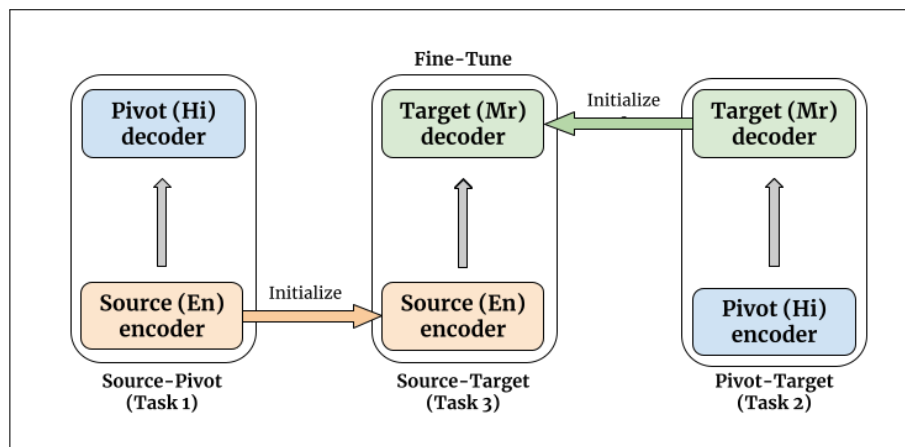 Fine-Tune
Pivot (Hi)
decoder
Target (Mr)
decoder
Initialize
Target (Mr)
decoder
Source (En)
encoder
Initialize
Source (En)
encoder
Pivot (Hi)
encoder
Source-Pivot
(Task 1)
Source-Target
(Task 3)
Pivot-Target
(Task 2)